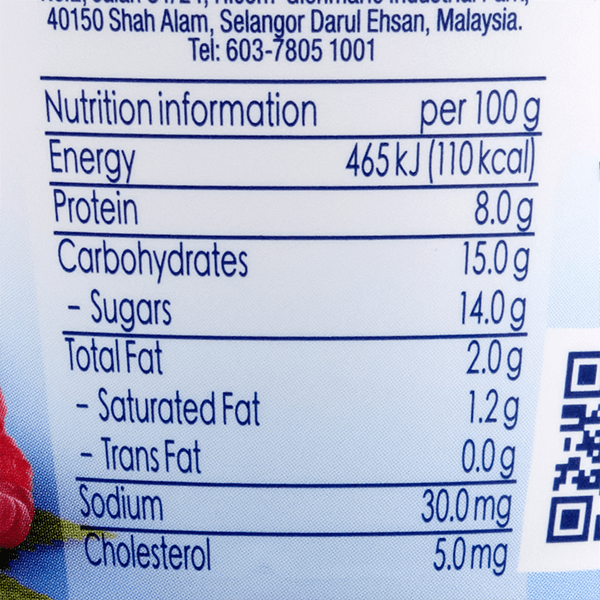 40150 Shah Alam, Selangor Darul Ehsan, Malaysia.
Tel: 603-7805 1001
Nutrition information per 100 g
Energy 465 kJ (110 kcal)
Protein 8.0 g
Carbohydrates 15.0 g
- Sugars 14.0 g
Total Fat 2.0 g
- Saturated Fat 1.2 g
- Trans Fat 0.0 g
Sodium 30.0 mg
Cholesterol 5.0 mg